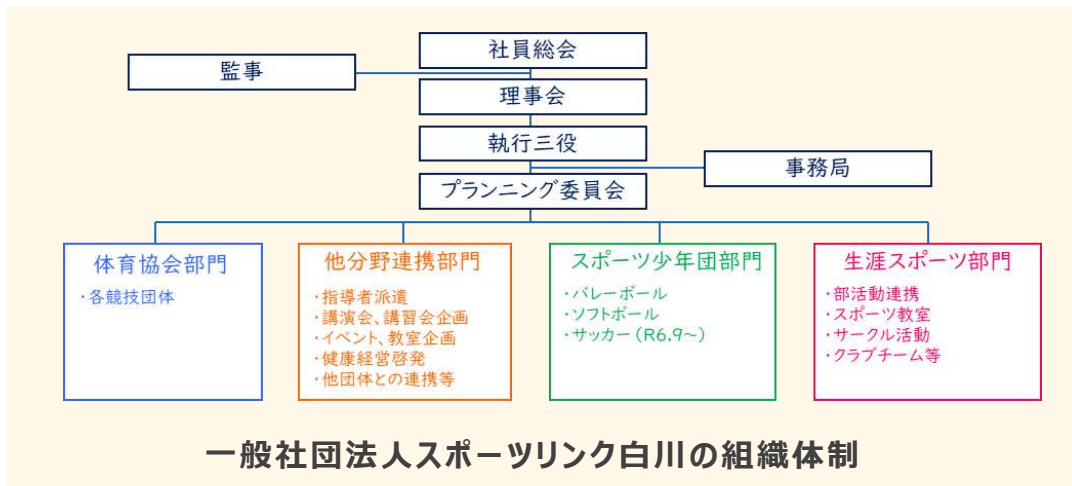 社員総会
監事
理事会
執行三役
事務局
プランニング委員会
体育協会部門
・各競技団体
他分野連携部門
・指導者派遣
・講演会、講習会企画
・イベント、教室企画
・健康経営啓発
・他団体との連携等
スポーツ少年団部門
・バレーボール
・ソフトボール
・サッカー（R6.9～）
生涯スポーツ部門
・部活動連携
・スポーツ教室
・サークル活動
・クラブチーム等
一般社団法人スポーツリンク白川の組織体制